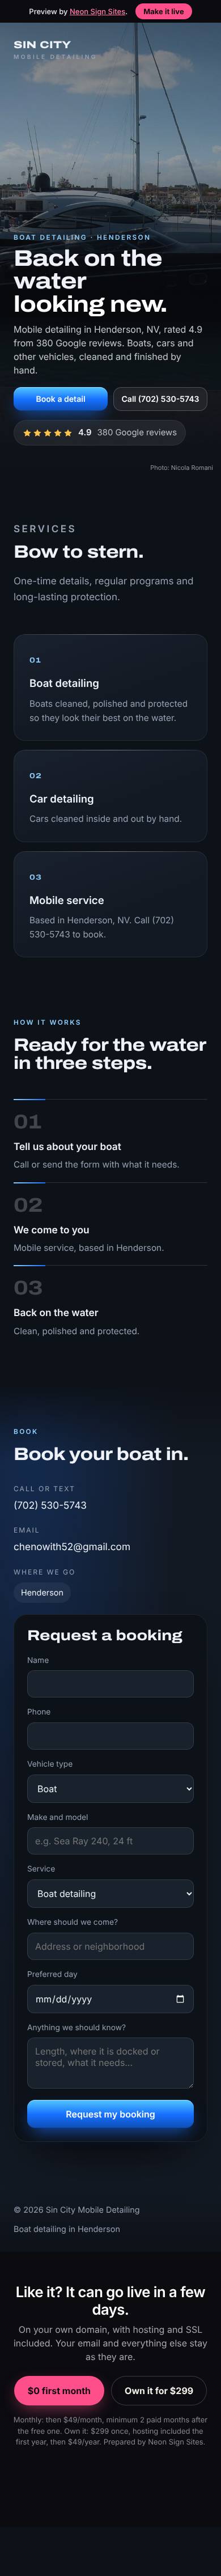 Preview by Neon Sign Sites. Make it live
SIN CITY
MOBILE DETAILING
BOAT DETAILING · HENDERSON
Back on the
water
looking new.
Mobile detailing in Henderson, NV, rated 4.9
from 380 Google reviews. Boats, cars and
other vehicles, cleaned and finished by
hand.
Book a detail Call (702) 530-5743
4.9 380 Google reviews
Photo: Nicola Romani
SERVICES
Bow to stern.
One-time details, regular programs and
long-lasting protection.
01
Boat detailing
Boats cleaned, polished and protected
so they look their best on the water.
02
Car detailing
Cars cleaned inside and out by hand.
03
Mobile service
Based in Henderson, NV. Call (702)
530-5743 to book.
HOW IT WORKS
Ready for the water
in three steps.
01
Tell us about your boat
Call or send the form with what it needs.
02
We come to you
Mobile service, based in Henderson.
03
Back on the water
Clean, polished and protected.
BOOK
Book your boat in.
CALL OR TEXT
(702) 530-5743
EMAIL
chenowith52@gmail.com
WHERE WE GO
Henderson
Request a booking
Name
Phone
Vehicle type
Boat
Make and model
e.g. Sea Ray 240, 24 ft
Service
Boat detailing
Where should we come?
Address or neighborhood
Preferred day
mm/dd/yyyy
Anything we should know?
Length, where it is docked or
stored, what it needs...
Request my booking
© 2026 Sin City Mobile Detailing
Boat detailing in Henderson
Like it? It can go live in a few
days.
On your own domain, with hosting and SSL
included. Your email and everything else stay
as they are.
$0 first month Own it for $299
Monthly: then $49/month, minimum 2 paid months after
the free one. Own it: $299 once, hosting included the
first year, then $49/year. Prepared by Neon Sign Sites.